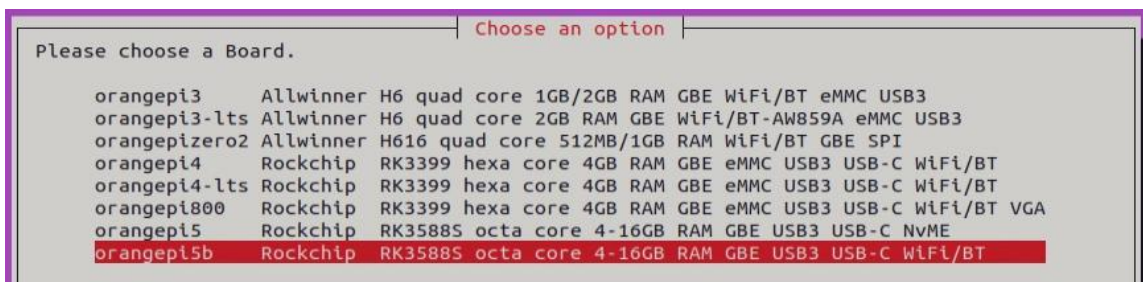 Choose an option
Please choose a Board.
orangepi3 Allwinner H6 quad core 1GB/2GB RAM GBE WiFi/BT eMMC USB3
orangepi3-lts Allwinner H6 quad core 2GB RAM GBE WiFi/BT-AW859A eMMC USB3
orangepizero2 Allwinner H616 quad core 512MB/1GB RAM WiFi/BT GBE SPI
orangepi4 Rockchip RK3399 hexa core 4GB RAM GBE eMMC USB3 USB-C WiFi/BT
orangepi4-lts Rockchip RK3399 hexa core 4GB RAM GBE eMMC USB3 USB-C WiFi/BT
orangepi800 Rockchip RK3399 hexa core 4GB RAM GBE eMMC USB3 USB-C WiFi/BT VGA
orangepi5 Rockchip RK3588S octa core 4-16GB RAM GBE USB3 USB-C NvME
orangepi5b Rockchip RK3588S octa core 4-16GB RAM GBE USB3 USB-C WiFi/BT